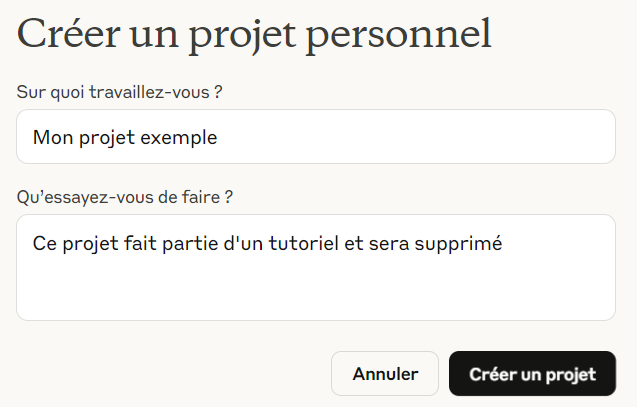 Créer un projet personnel
Sur quoi travaillez-vous ?
Mon projet exemple
Qu'essayez-vous de faire ?
Ce projet fait partie d'un tutoriel et sera supprimé
Annuler
Créer un projet